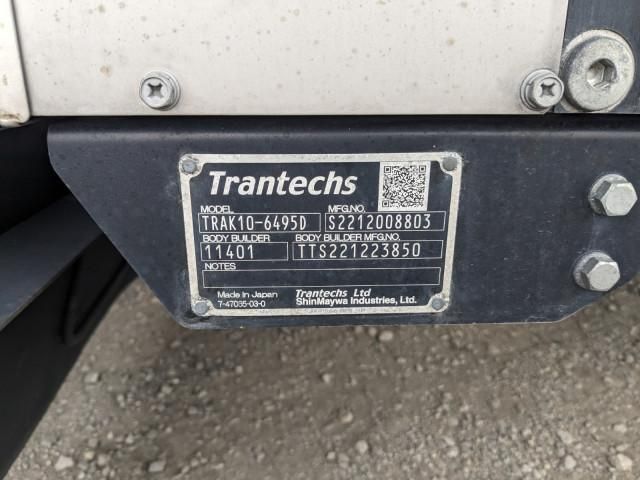 Trantechs
MODEL MFG.NO.
TRAK10-6495D S2212008803
BODY BUILDER BODY BUILDER MFG.NO.
11401 TTS221223850
NOTES
Made in Japan Trantechs Ltd
7-47035-03-0 ShinMaywa Industries, Ltd.